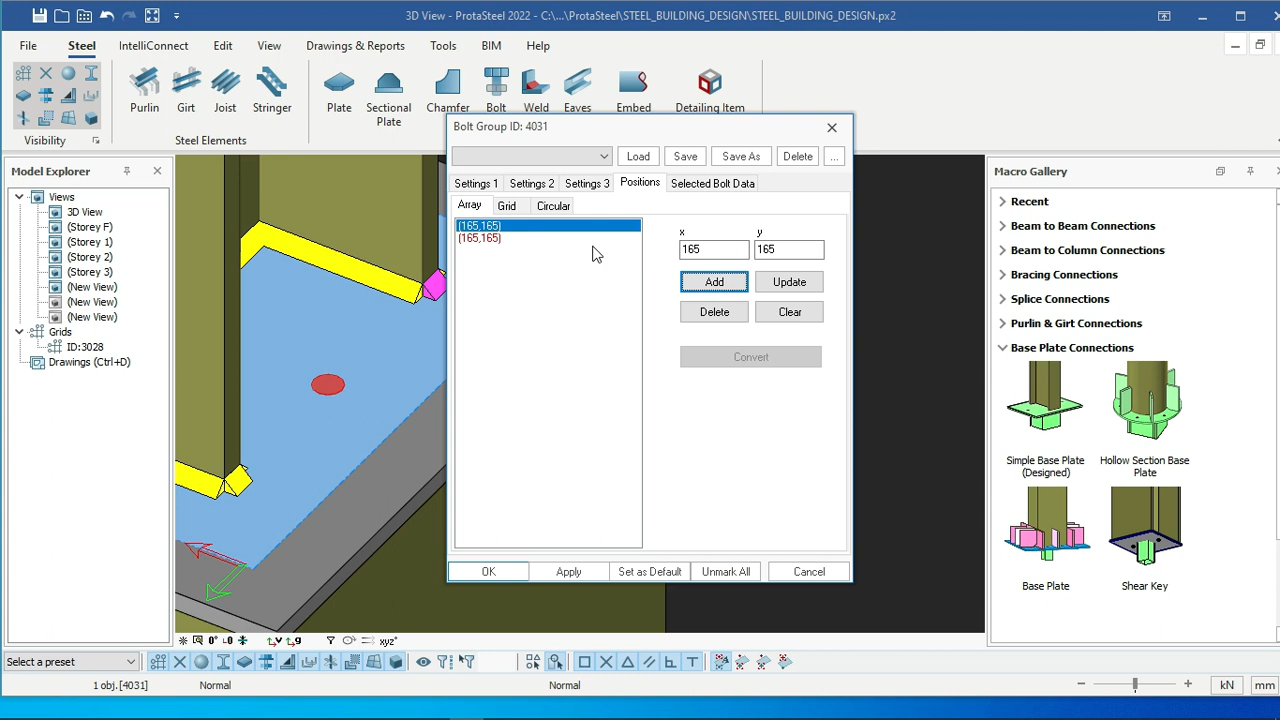 3D View - ProtaSteel 2022 - C:\...\ProtaSteel\STEEL_BUILDING_DESIGN\STEEL_BUILDING_DESIGN.px2
File Steel IntelliConnect Edit View Drawings & Reports Tools BIM Help
Purlin Girt Joist Stringer Plate Sectional Plate Chamfer Bolt Weld Eaves Embed Detailing Item
Visibility Steel Elements
Bolt Group ID: 4031
Load Save Save As Delete ...
Settings 1 Settings 2 Settings 3 Positions Selected Bolt Data
Array Grid Circular
(165,165)
(165,165)
x y
165 165
Add Update
Delete Clear
Convert
OK Apply Set as Default Unmark All Cancel
Model Explorer
Views
3D View
(Storey F)
(Storey 1)
(Storey 2)
(Storey 3)
(New View)
(New View)
(New View)
Grids
ID:3028
Drawings (Ctrl+D)
Macro Gallery
Recent
Beam to Beam Connections
Beam to Column Connections
Bracing Connections
Splice Connections
Purlin & Girt Connections
Base Plate Connections
Simple Base Plate (Designed)
Hollow Section Base Plate
Base Plate
Shear Key
Select a preset
1 obj.[4031] Normal Normal kN mm